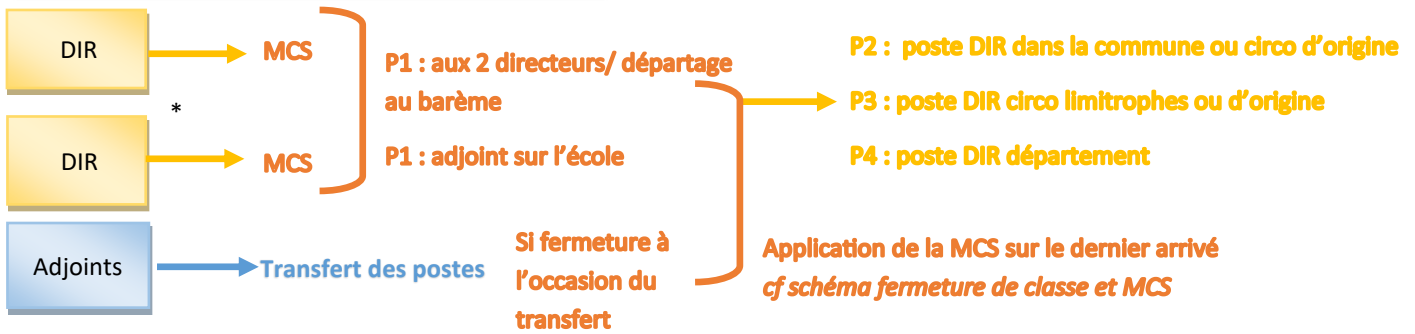 DIR
MCS
P1 : aux 2 directeurs/ départage
au barème
P2 :  poste DIR dans la commune ou circo d'origine
*
P3 : poste DIR circo limitrophes ou d'origine
DIR
MCS
P1 : adjoint sur l'école
P4 : poste DIR département
Adjoints
Transfert des postes
Si fermeture à
l'occasion du
transfert
Application de la MCS sur le dernier arrivé
cf schéma fermeture de classe et MCS